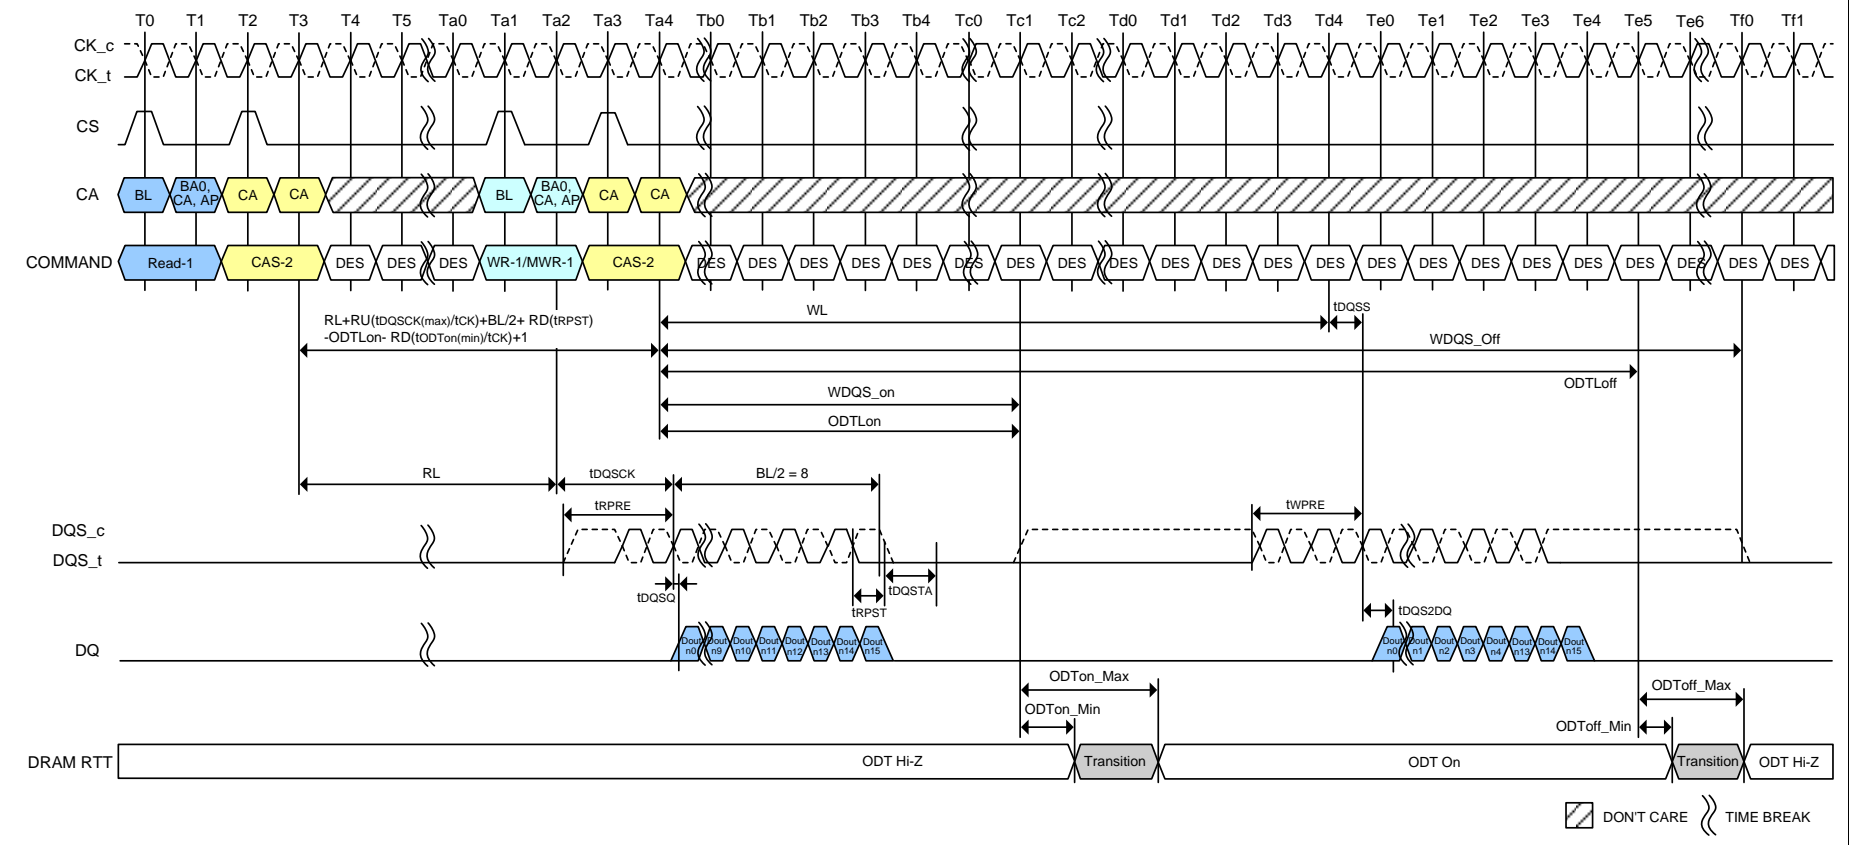 T0 T1 T2 T3 T4 T5 Ta0 Ta1 Ta2 Ta3 Ta4 Tb0 Tb1 Tb2 Tb3 Tb4 Tc0 Tc1 Tc2 Td0 Td1 Td2 Td3 Td4 Te0 Te1 Te2 Te3 Te4 Te5 Te6 Tf0 Tf1
CK_c
CK_t
CS
CA BL BA0, CA, AP CA CA BL BA0, CA, AP CA CA
COMMAND Read-1 CAS-2 DES DES DES WR-1/MWR-1 CAS-2 DES DES DES DES DES DES DES DES DES DES DES DES DES DES DES DES DES DES DES DES DES DES
WL tDQSS
RL+RU(tDQSCK(max)/tCK)+BL/2+ RD(tRPST)
-ODTLon- RD(tODTon(min)/tCK)+1
WDQS_Off
ODTLoff
WDQS_on
ODTLon
RL tDQSCK BL/2 = 8
tRPRE tWPRE
DQS_c
DQS_t
tDQSQ tDQSTA
tRPST tDQS2DQ
DQ Dout n0 Dout n9 Dout n10 Dout n11 Dout n12 Dout n13 Dout n14 Dout n15 Dout n0 Dout n1 Dout n2 Dout n3 Dout n4 Dout n13 Dout n14 Dout n15
ODTon_Max ODToff_Max
ODTon_Min ODToff_Min
DRAM RTT ODT Hi-Z Transition ODT On Transition ODT Hi-Z
DON'T CARE TIME BREAK